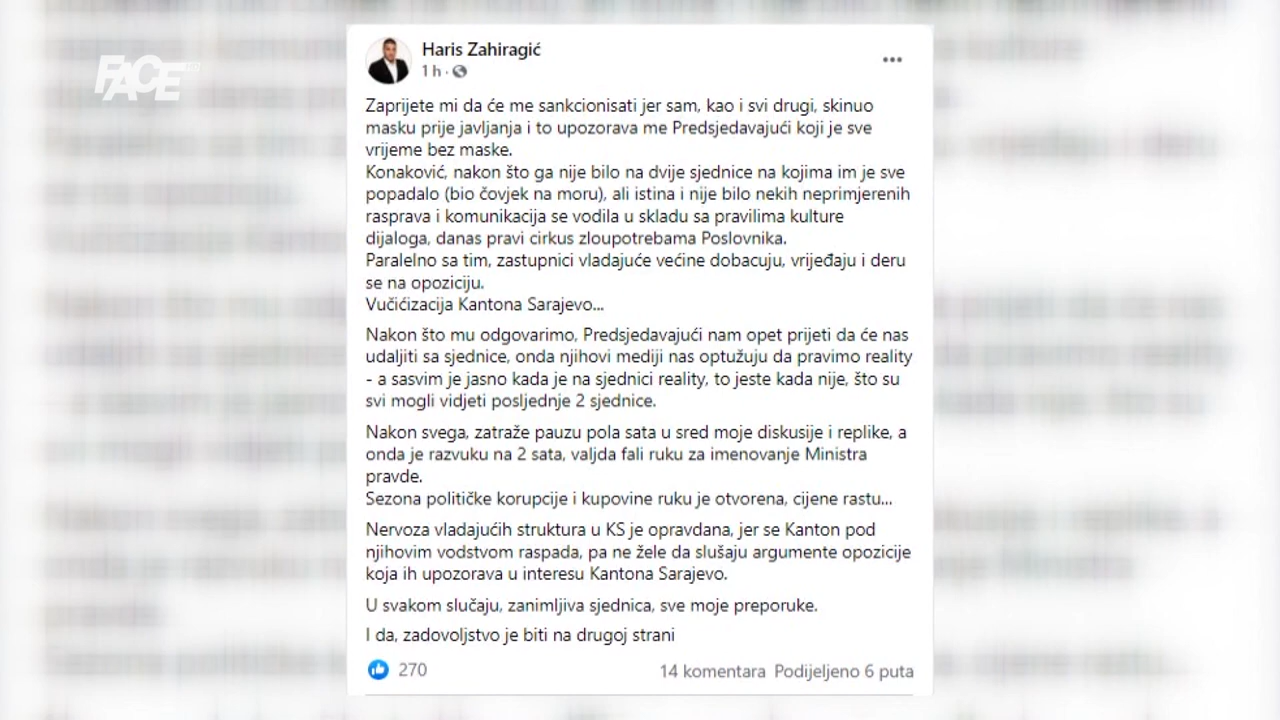 FACE HD
Haris Zahiragić
1 h ·
Zaprijete mi da će me sankcionisati jer sam, kao i svi drugi, skinuo
masku prije javljanja i to upozorava me Predsjedavajući koji je sve
vrijeme bez maske.
Konaković, nakon što ga nije bilo na dvije sjednice na kojima im je sve
popadalo (bio čovjek na moru), ali istina i nije bilo nekih neprimjerenih
rasprava i komunikacija se vodila u skladu sa pravilima kulture
dijaloga, danas pravi cirkus zloupotrebama Poslovnika.
Paralelno sa tim, zastupnici vladajuće većine dobacuju, vrijeđaju i deru
se na opoziciju.
Vučićizacija Kantona Sarajevo...
Nakon što mu odgovarimo, Predsjedavajući nam opet prijeti da će nas
udaljiti sa sjednice, onda njihovi mediji nas optužuju da pravimo reality
- a sasvim je jasno kada je na sjednici reality, to jeste kada nije, što su
svi mogli vidjeti posljednje 2 sjednice.
Nakon svega, zatraže pauzu pola sata u sred moje diskusije i replike, a
onda je razvuku na 2 sata, valjda fali ruku za imenovanje Ministra
pravde.
Sezona političke korupcije i kupovine ruku je otvorena, cijene rastu...
Nervoza vladajućih struktura u KS je opravdana, jer se Kanton pod
njihovim vodstvom raspada, pa ne žele da slušaju argumente opozicije
koja ih upozorava u interesu Kantona Sarajevo.
U svakom slučaju, zanimljiva sjednica, sve moje preporuke.
I da, zadovoljstvo je biti na drugoj strani
270
14 komentara Podijeljeno 6 puta